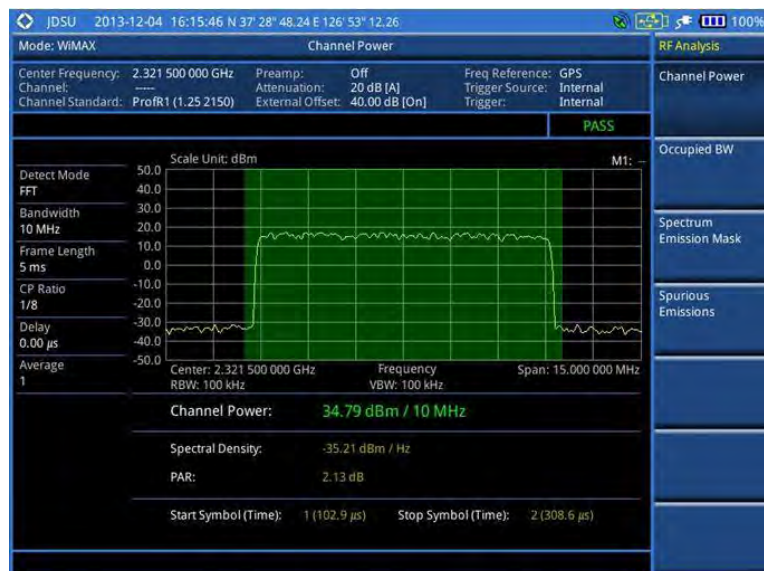 JDSU 2013-12-04 16:15:46 N 37' 28" 48.24 E 126' 53" 12.26 100%
Mode: WiMAX Channel Power RF Analysis
Center Frequency: 2.321 500 000 GHz Preamp: Off Freq Reference: GPS
Channel: ---- Attenuation: 20 dB [A] Trigger Source: Internal
Channel Standard: ProfR1 (1.25 2150) External Offset: 40.00 dB [On] Trigger: Internal
Channel Power
PASS
Scale Unit: dBm M1: --
Occupied BW
Detect Mode
FFT
Bandwidth
10 MHz
Frame Length
5 ms
CP Ratio
1/8
Delay
0.00 μs
Average
1
50.0
40.0
30.0
20.0
10.0
0.0
-10.0
-20.0
-30.0
-40.0
-50.0
Spectrum
Emission Mask
Spurious
Emissions
Center: 2.321 500 000 GHz Frequency Span: 15.000 000 MHz
RBW: 100 kHz VBW: 100 kHz
Channel Power: 34.79 dBm / 10 MHz
Spectral Density: -35.21 dBm / Hz
PAR: 2.13 dB
Start Symbol (Time): 1 (102.9 μs) Stop Symbol (Time): 2 (308.6 μs)